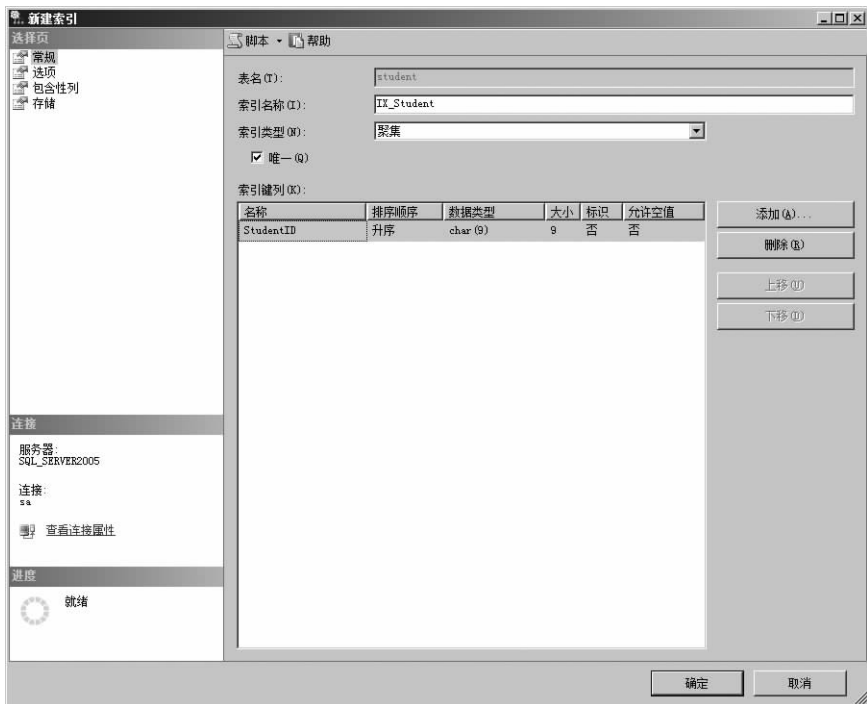 新建索引
选择页
常规
选项
包含性列
存储
脚本 帮助
表名(T): student
索引名称(I): IX_Student
索引类型(N): 聚集
唯一(Q)
索引键列(K):
名称 排序顺序 数据类型 大小 标识 允许空值
StudentID 升序 char(9) 9 否 否
添加(A)...
删除(R)
上移(U)
下移(D)
连接
服务器:
SQL_SERVER2005
连接:
sa
查看连接属性
进度
就绪
确定 取消